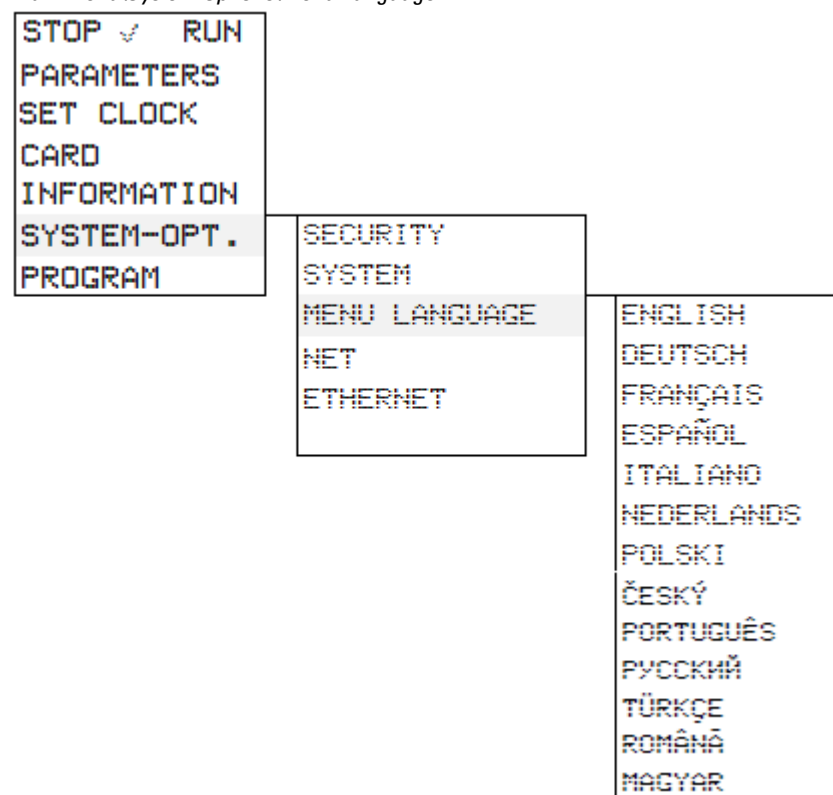 STOP ✓ RUN
PARAMETERS
SET CLOCK
CARD
INFORMATION
SYSTEM-OPT.
PROGRAM
SECURITY
SYSTEM
MENU LANGUAGE
NET
ETHERNET
ENGLISH
DEUTSCH
FRANÇAIS
ESPAÑOL
ITALIANO
NEDERLANDS
POLSKI
ČESKÝ
PORTUGUÊS
РУССКИЙ
TÜRKÇE
ROMÂNĂ
MAGYAR